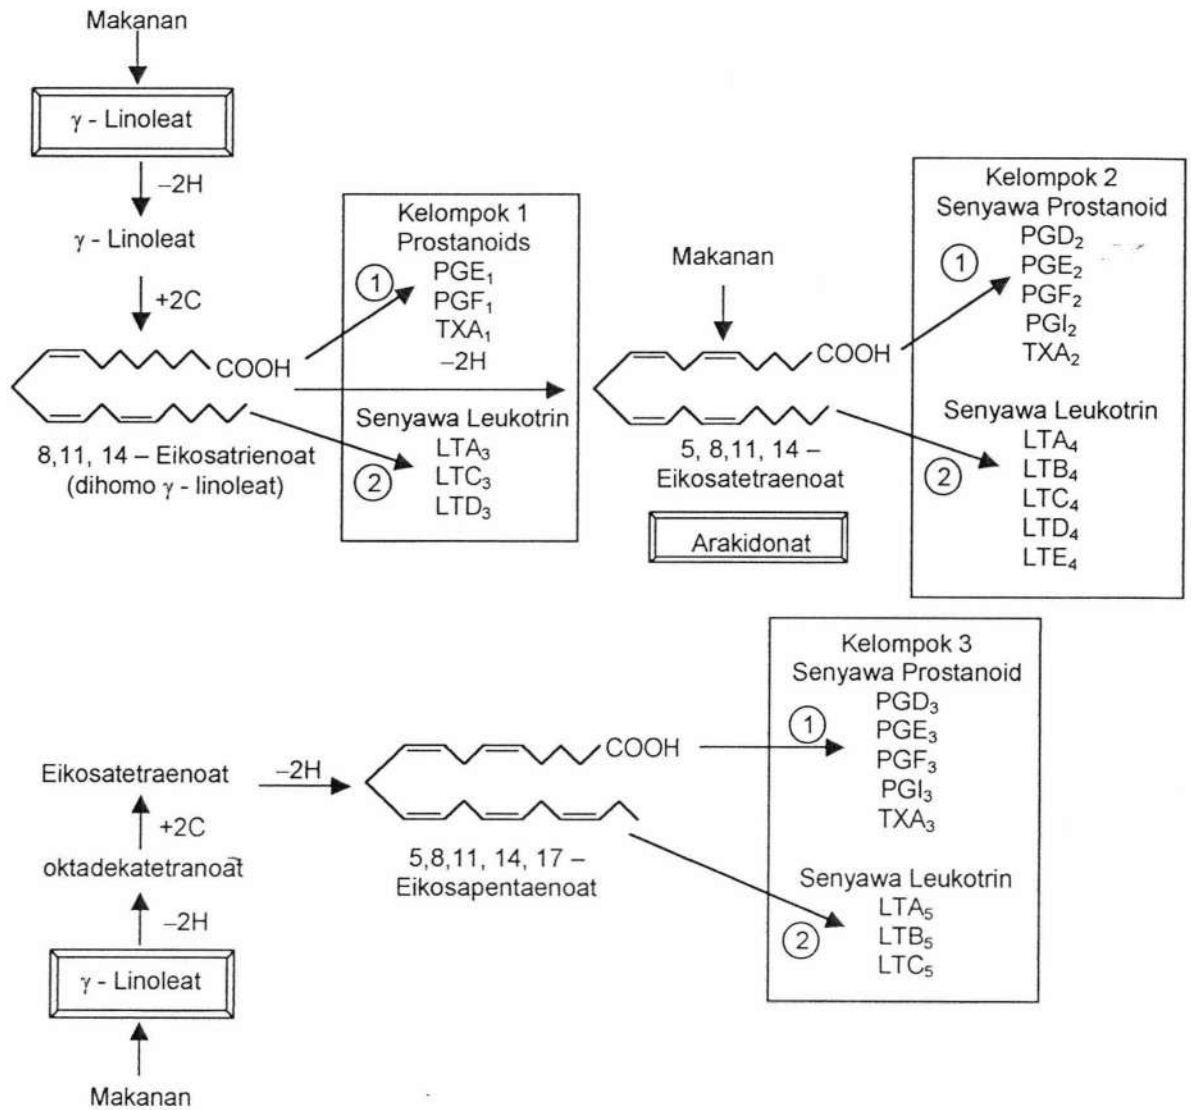 Makanan
γ - Linoleat
–2H
γ - Linoleat
+2C
COOH
8,11, 14 – Eikosatrienoat
(dihomo γ - linoleat)
Kelompok 1
Prostanoids
1
PGE₁
PGF₁
TXA₁
–2H
Senyawa Leukotrin
LTA₃
2
LTC₃
LTD₃
Makanan
COOH
5, 8,11, 14 –
Eikosatetraenoat
Arakidonat
Kelompok 2
Senyawa Prostanoid
PGD₂
1
PGE₂
PGF₂
PGI₂
TXA₂
Senyawa Leukotrin
LTA₄
2
LTB₄
LTC₄
LTD₄
LTE₄
Eikosatetraenoat
–2H
+2C
oktadekatetranoat
–2H
γ - Linoleat
Makanan
COOH
5,8,11, 14, 17 –
Eikosapentaenoat
Kelompok 3
Senyawa Prostanoid
PGD₃
1
PGE₃
PGF₃
PGI₃
TXA₃
Senyawa Leukotrin
LTA₅
2
LTB₅
LTC₅